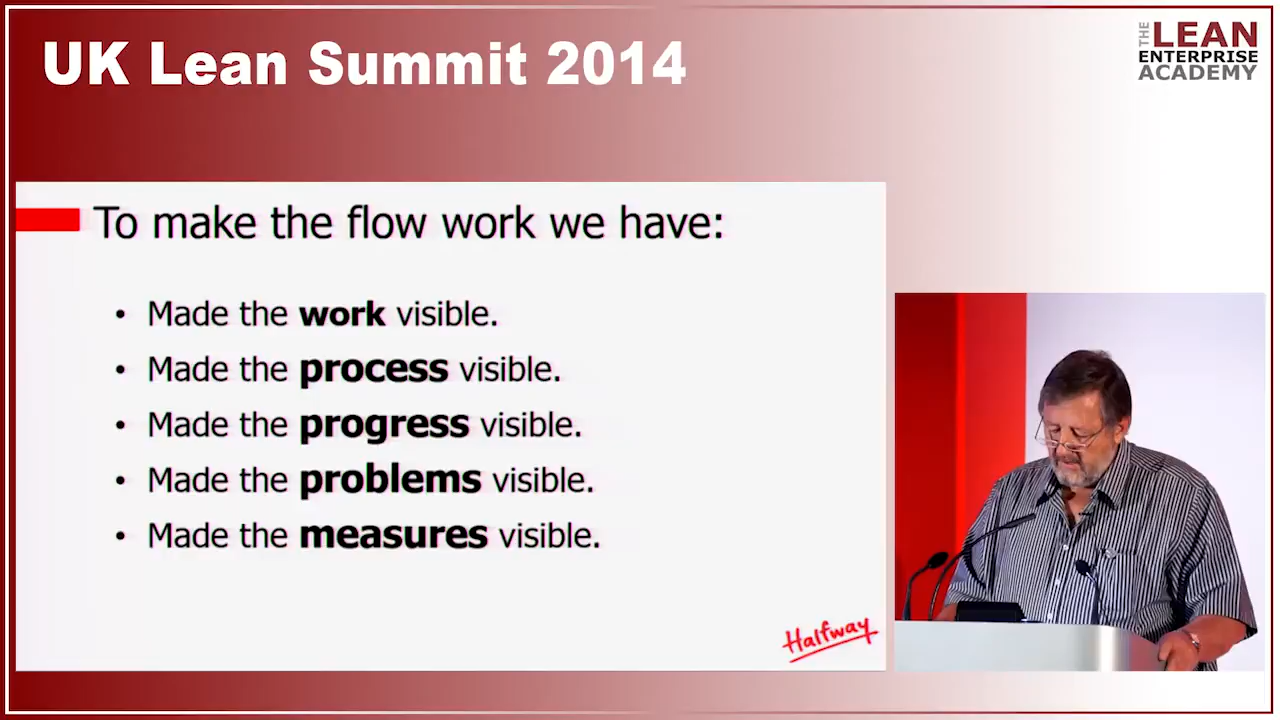 UK Lean Summit 2014
THE LEAN
ENTERPRISE
ACADEMY
To make the flow work we have:
• Made the work visible.
• Made the process visible.
• Made the progress visible.
• Made the problems visible.
• Made the measures visible.
Halfway